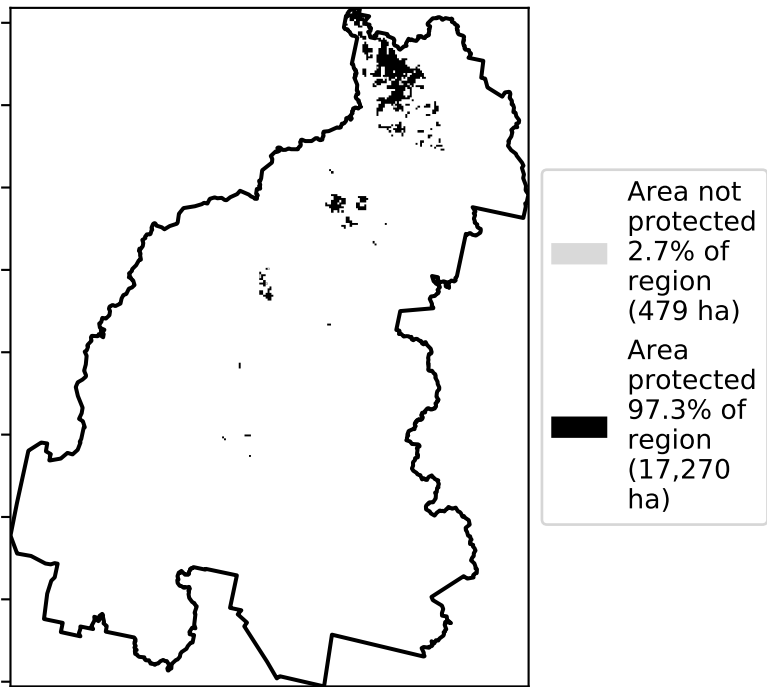 Area not
protected
2.7% of
region
(479 ha)
Area
protected
97.3% of
region
(17,270
ha)